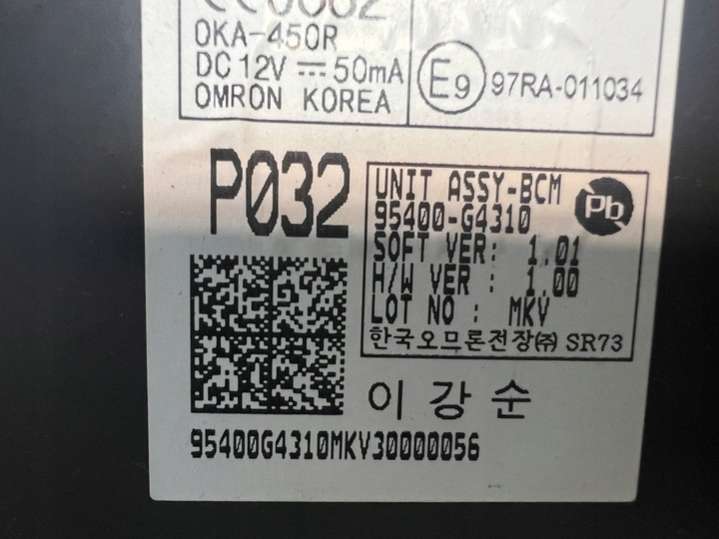 OKA-450R
DC 12V ⎓ 50mA
OMRON KOREA
E9 97RA-011034
P032
UNIT ASSY-BCM
95400-G4310
Pb
SOFT VER: 1.01
H/W VER : 1.00
LOT NO : MKV
한국오므론전장㈜ SR73
이강순
95400G4310MKV30000056